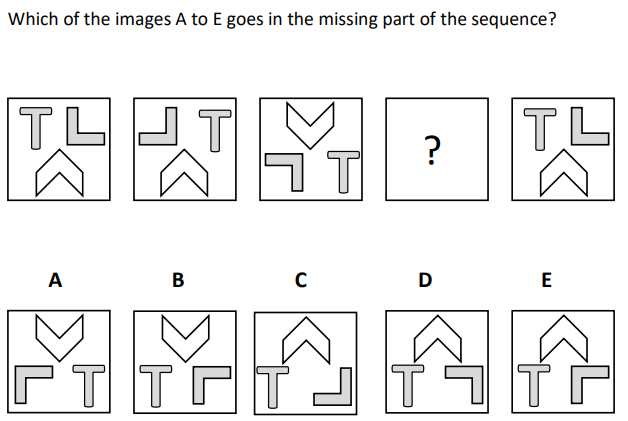 Which of the images A to E goes in the missing part of the sequence?
T L
T
T
?
T L
A B C D E
T
T
T
T
T